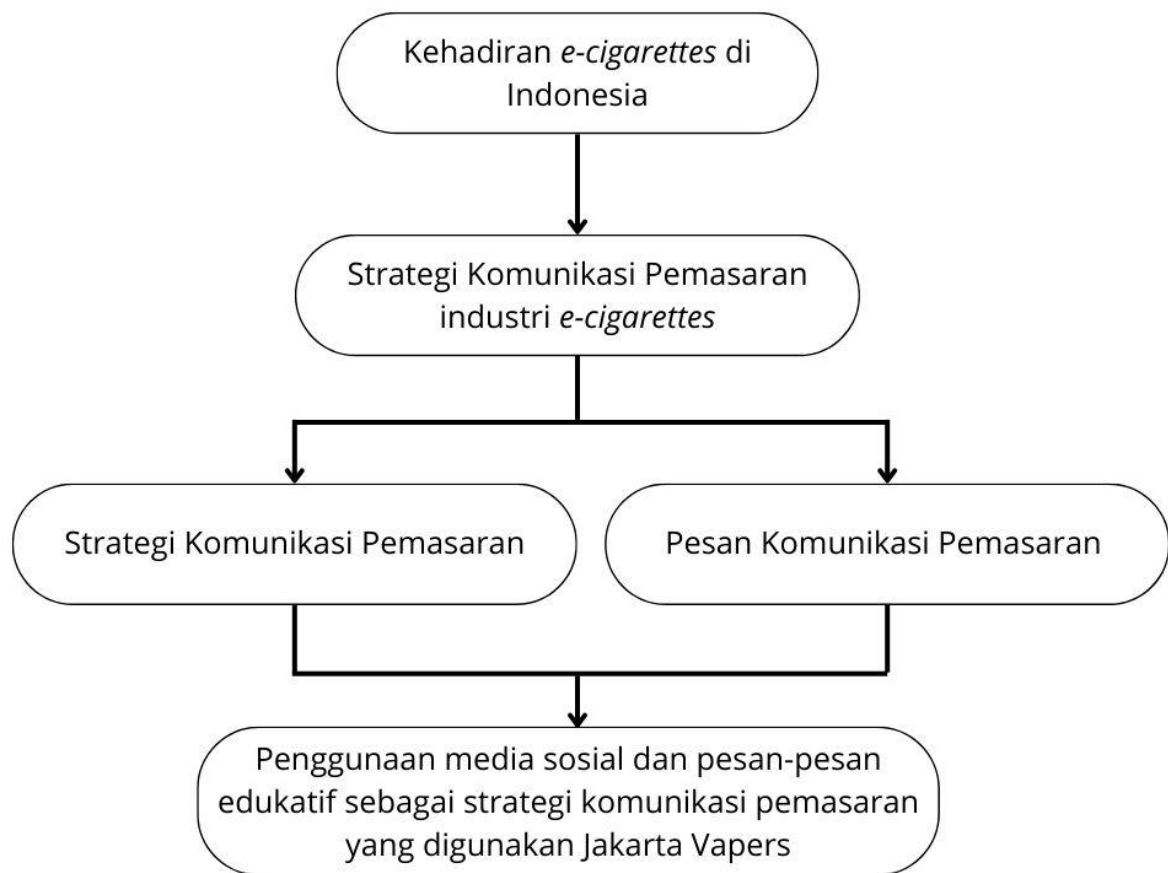 Kehadiran e-cigarettes di
Indonesia
Strategi Komunikasi Pemasaran
industri e-cigarettes
Strategi Komunikasi Pemasaran
Pesan Komunikasi Pemasaran
Penggunaan media sosial dan pesan-pesan
edukatif sebagai strategi komunikasi pemasaran
yang digunakan Jakarta Vapers